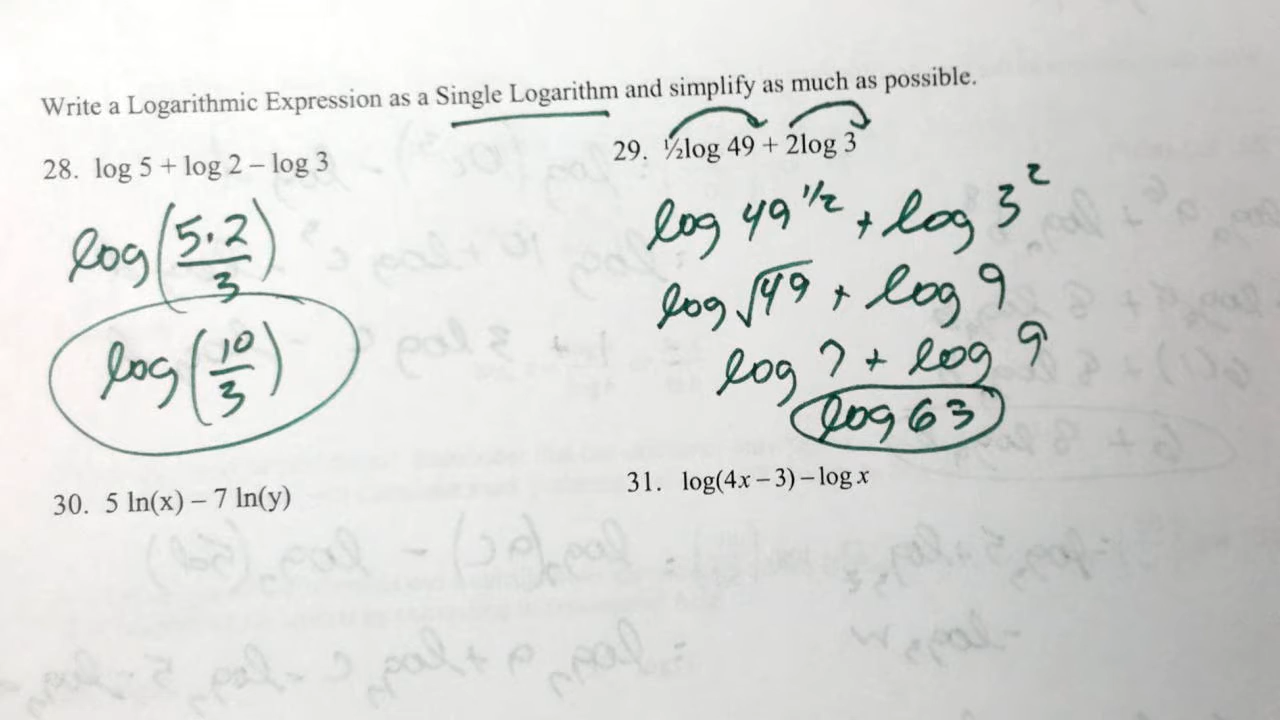 Write a Logarithmic Expression as a Single Logarithm and simplify as much as possible.
28. log 5 + log 2 – log 3
log(5·2/3)
log(10/3)
29. ½log 49 + 2log 3
log 49^1/2 + log 3^2
log √49 + log 9
log 7 + log 9
log 63
30. 5 ln(x) – 7 ln(y)
31. log(4x – 3) – log x